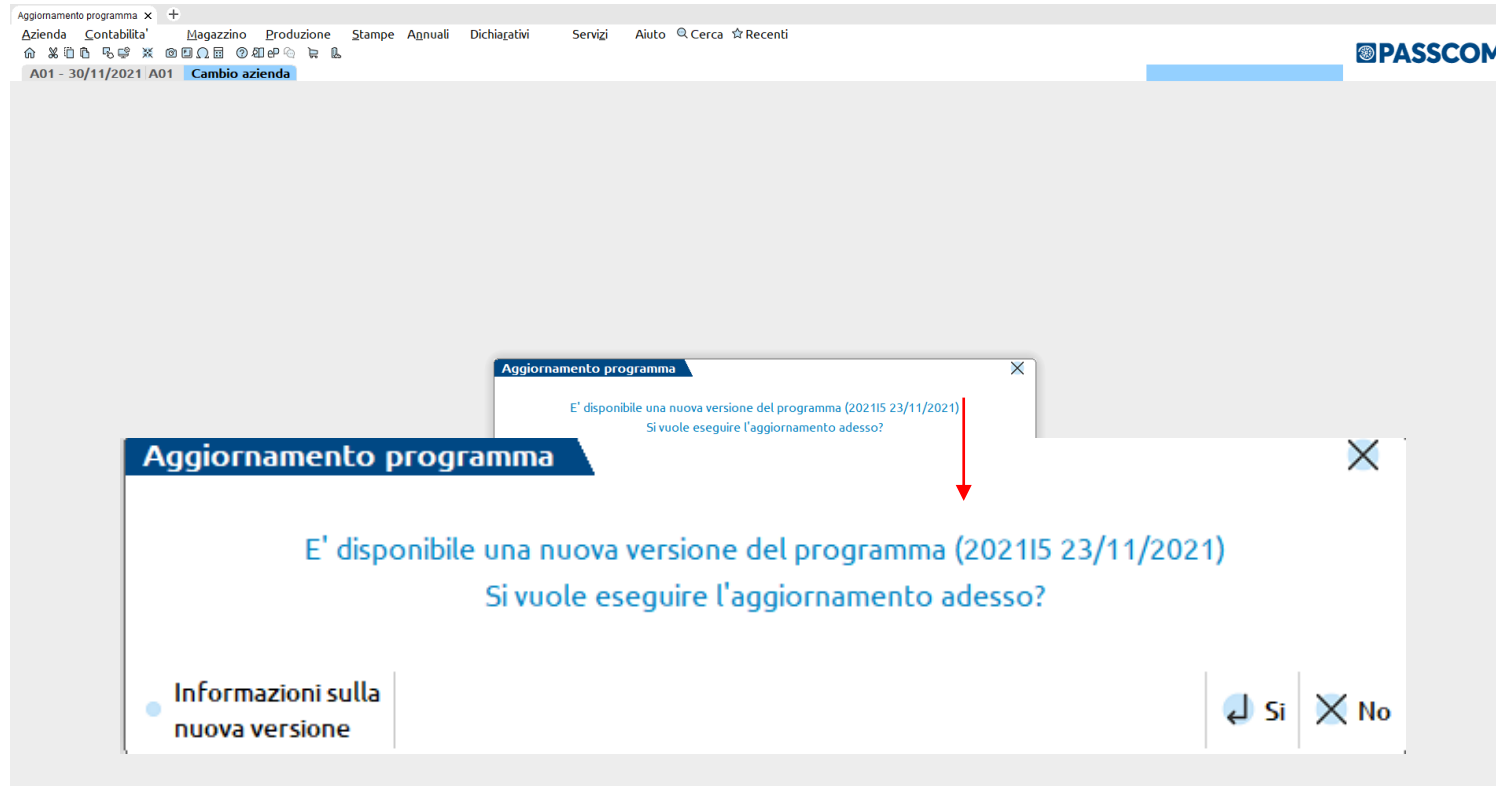 Aggiornamento programma
Azienda Contabilita' Magazzino Produzione Stampe Annuali Dichiarativi Servizi Aiuto Cerca Recenti
PASSCOM
A01 - 30/11/2021 A01 Cambio azienda
Aggiornamento programma
E' disponibile una nuova versione del programma (2021I5 23/11/2021)
Si vuole eseguire l'aggiornamento adesso?
Aggiornamento programma
E' disponibile una nuova versione del programma (2021I5 23/11/2021)
Si vuole eseguire l'aggiornamento adesso?
Informazioni sulla
nuova versione
Si No